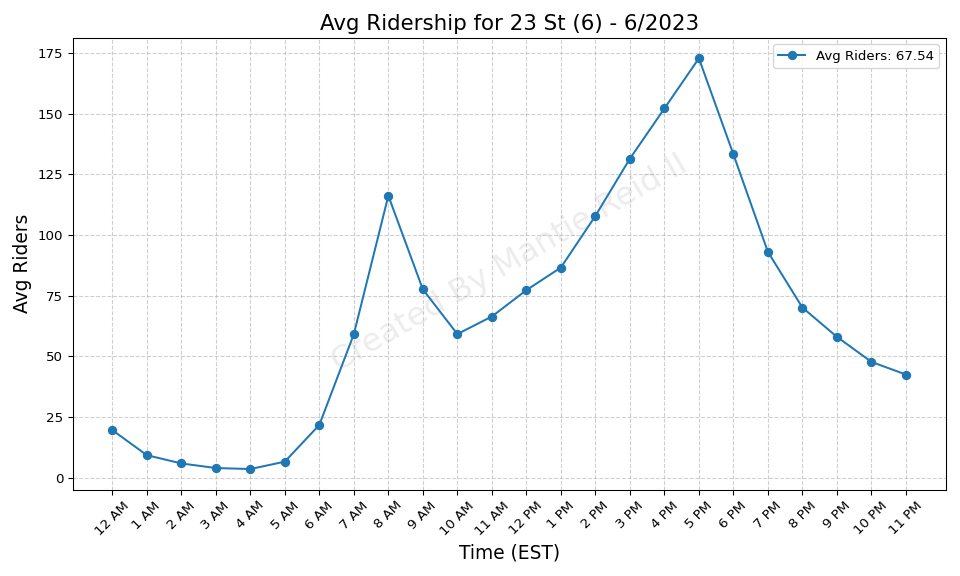 Avg Ridership for 23 St (6) - 6/2023
Avg Riders: 67.54
175
150
125
100
75
50
25
0
Avg Riders
Created By Mantie Reid II
12 AM
1 AM
2 AM
3 AM
4 AM
5 AM
6 AM
7 AM
8 AM
9 AM
10 AM
11 AM
12 PM
1 PM
2 PM
3 PM
4 PM
5 PM
6 PM
7 PM
8 PM
9 PM
10 PM
11 PM
Time (EST)